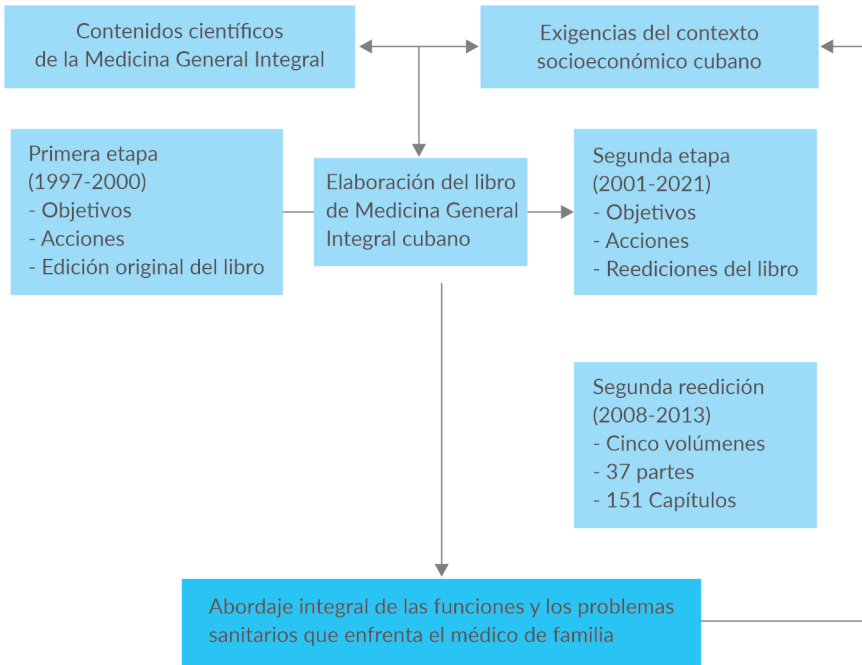 Contenidos científicos
de la Medicina General Integral
Exigencias del contexto
socioeconómico cubano
Primera etapa
(1997-2000)
- Objetivos
- Acciones
- Edición original del libro
Elaboración del libro
de Medicina General
Integral cubano
Segunda etapa
(2001-2021)
- Objetivos
- Acciones
- Reediciones del libro
Segunda reedición
(2008-2013)
- Cinco volúmenes
- 37 partes
- 151 Capítulos
Abordaje integral de las funciones y los problemas
sanitarios que enfrenta el médico de familia